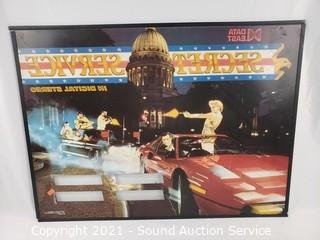 DATA
EAST
SECRET SERVICE
IN DIGITAL STEREO
Copyright 2021 - Sound Auction Service